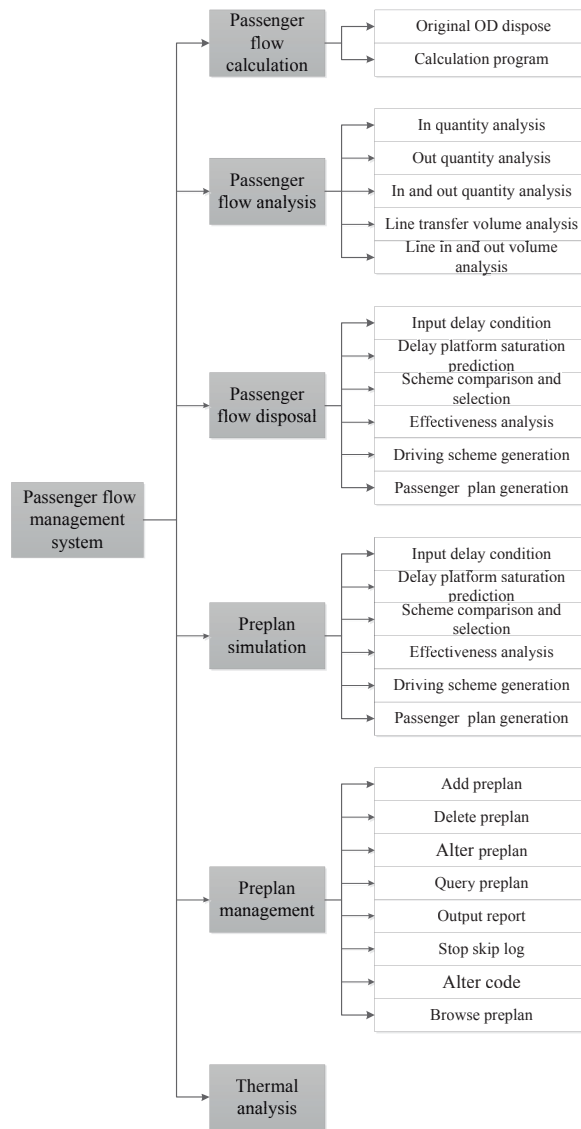 Passenger flow
management
system
Passenger
flow
calculation
Original OD dispose
Calculation program
Passenger
flow analysis
In quantity analysis
Out quantity analysis
In and out quantity analysis
Line transfer volume analysis
Line in and out volume
analysis
Passenger
flow disposal
Input delay condition
Delay platform saturation
prediction
Scheme comparison and
selection
Effectiveness analysis
Driving scheme generation
Passenger plan generation
Preplan
simulation
Input delay condition
Delay platform saturation
prediction
Scheme comparison and
selection
Effectiveness analysis
Driving scheme generation
Passenger plan generation
Preplan
management
Add preplan
Delete preplan
Alter preplan
Query preplan
Output report
Stop skip log
Alter code
Browse preplan
Thermal
analysis